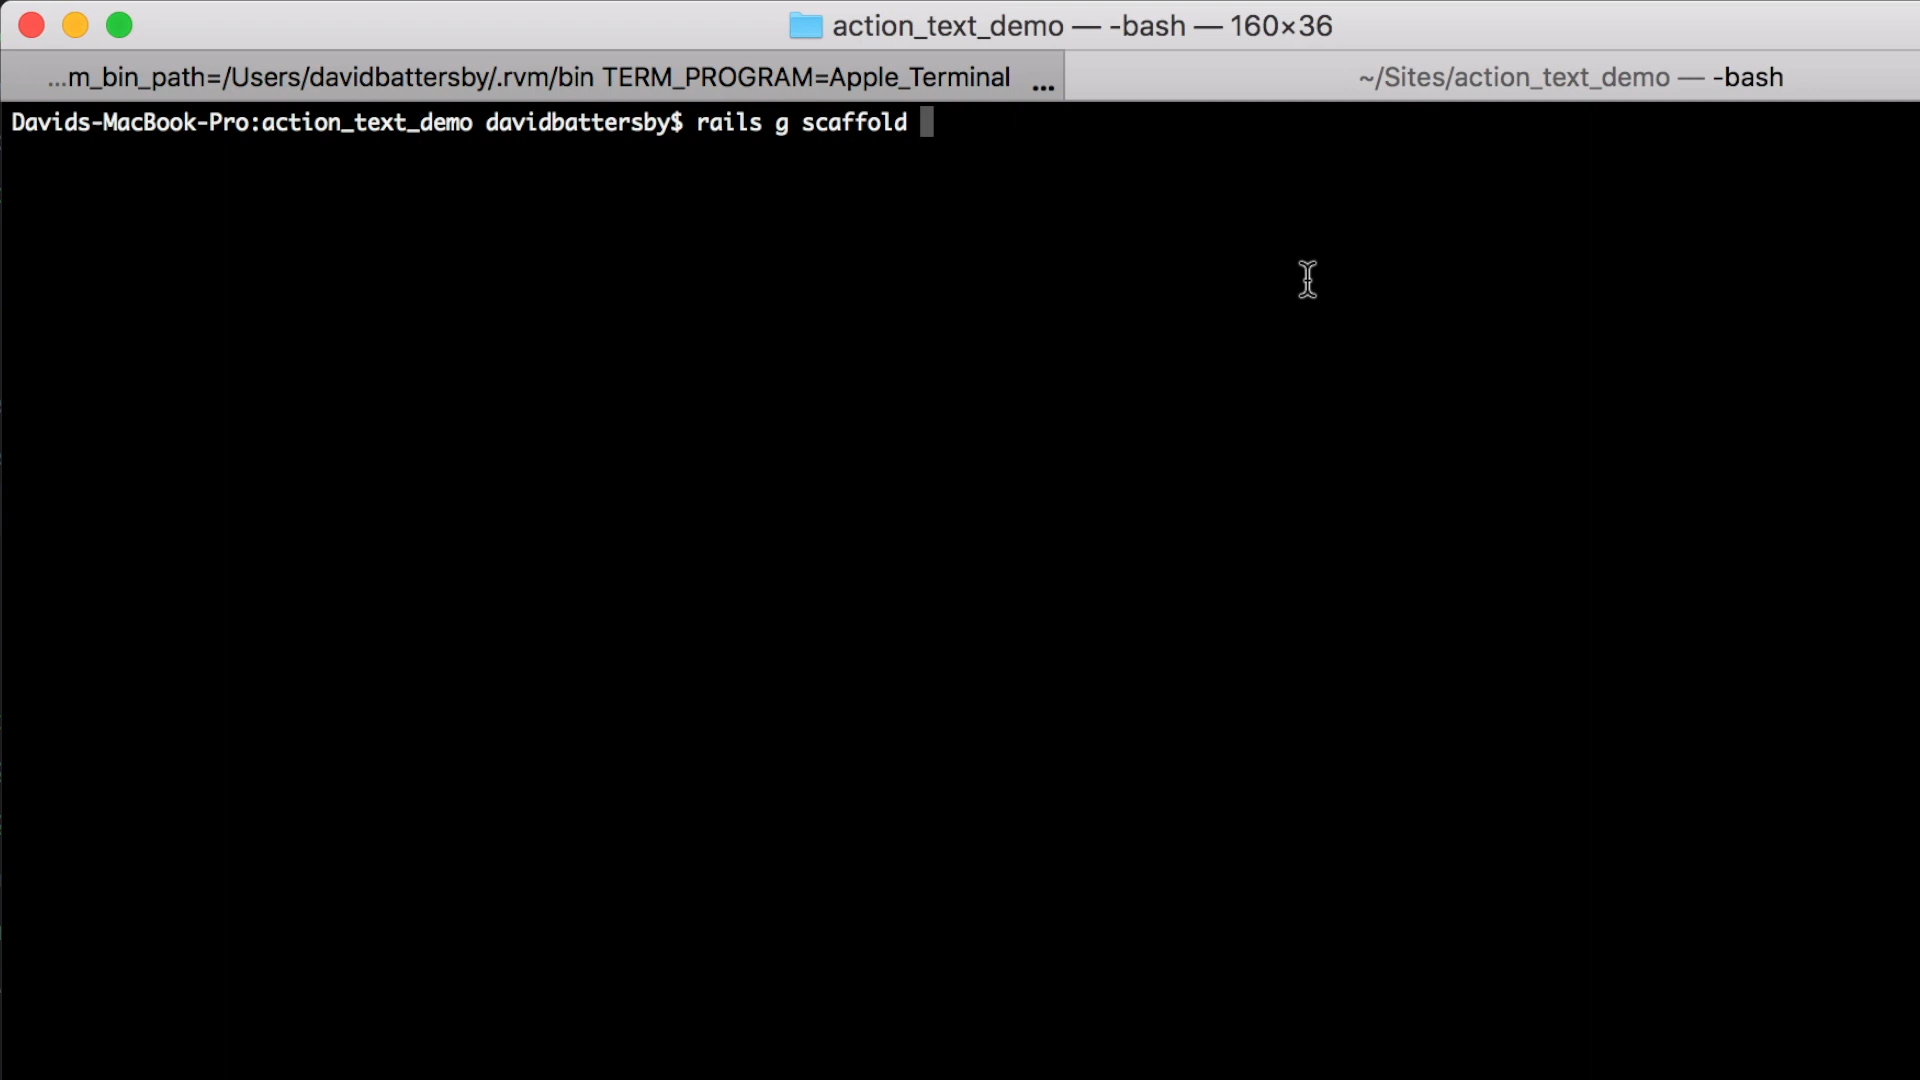 action_text_demo — -bash — 160×36
...m_bin_path=/Users/davidbattersby/.rvm/bin TERM_PROGRAM=Apple_Terminal ...
~/Sites/action_text_demo — -bash
Davids-MacBook-Pro:action_text_demo davidbattersby$ rails g scaffold